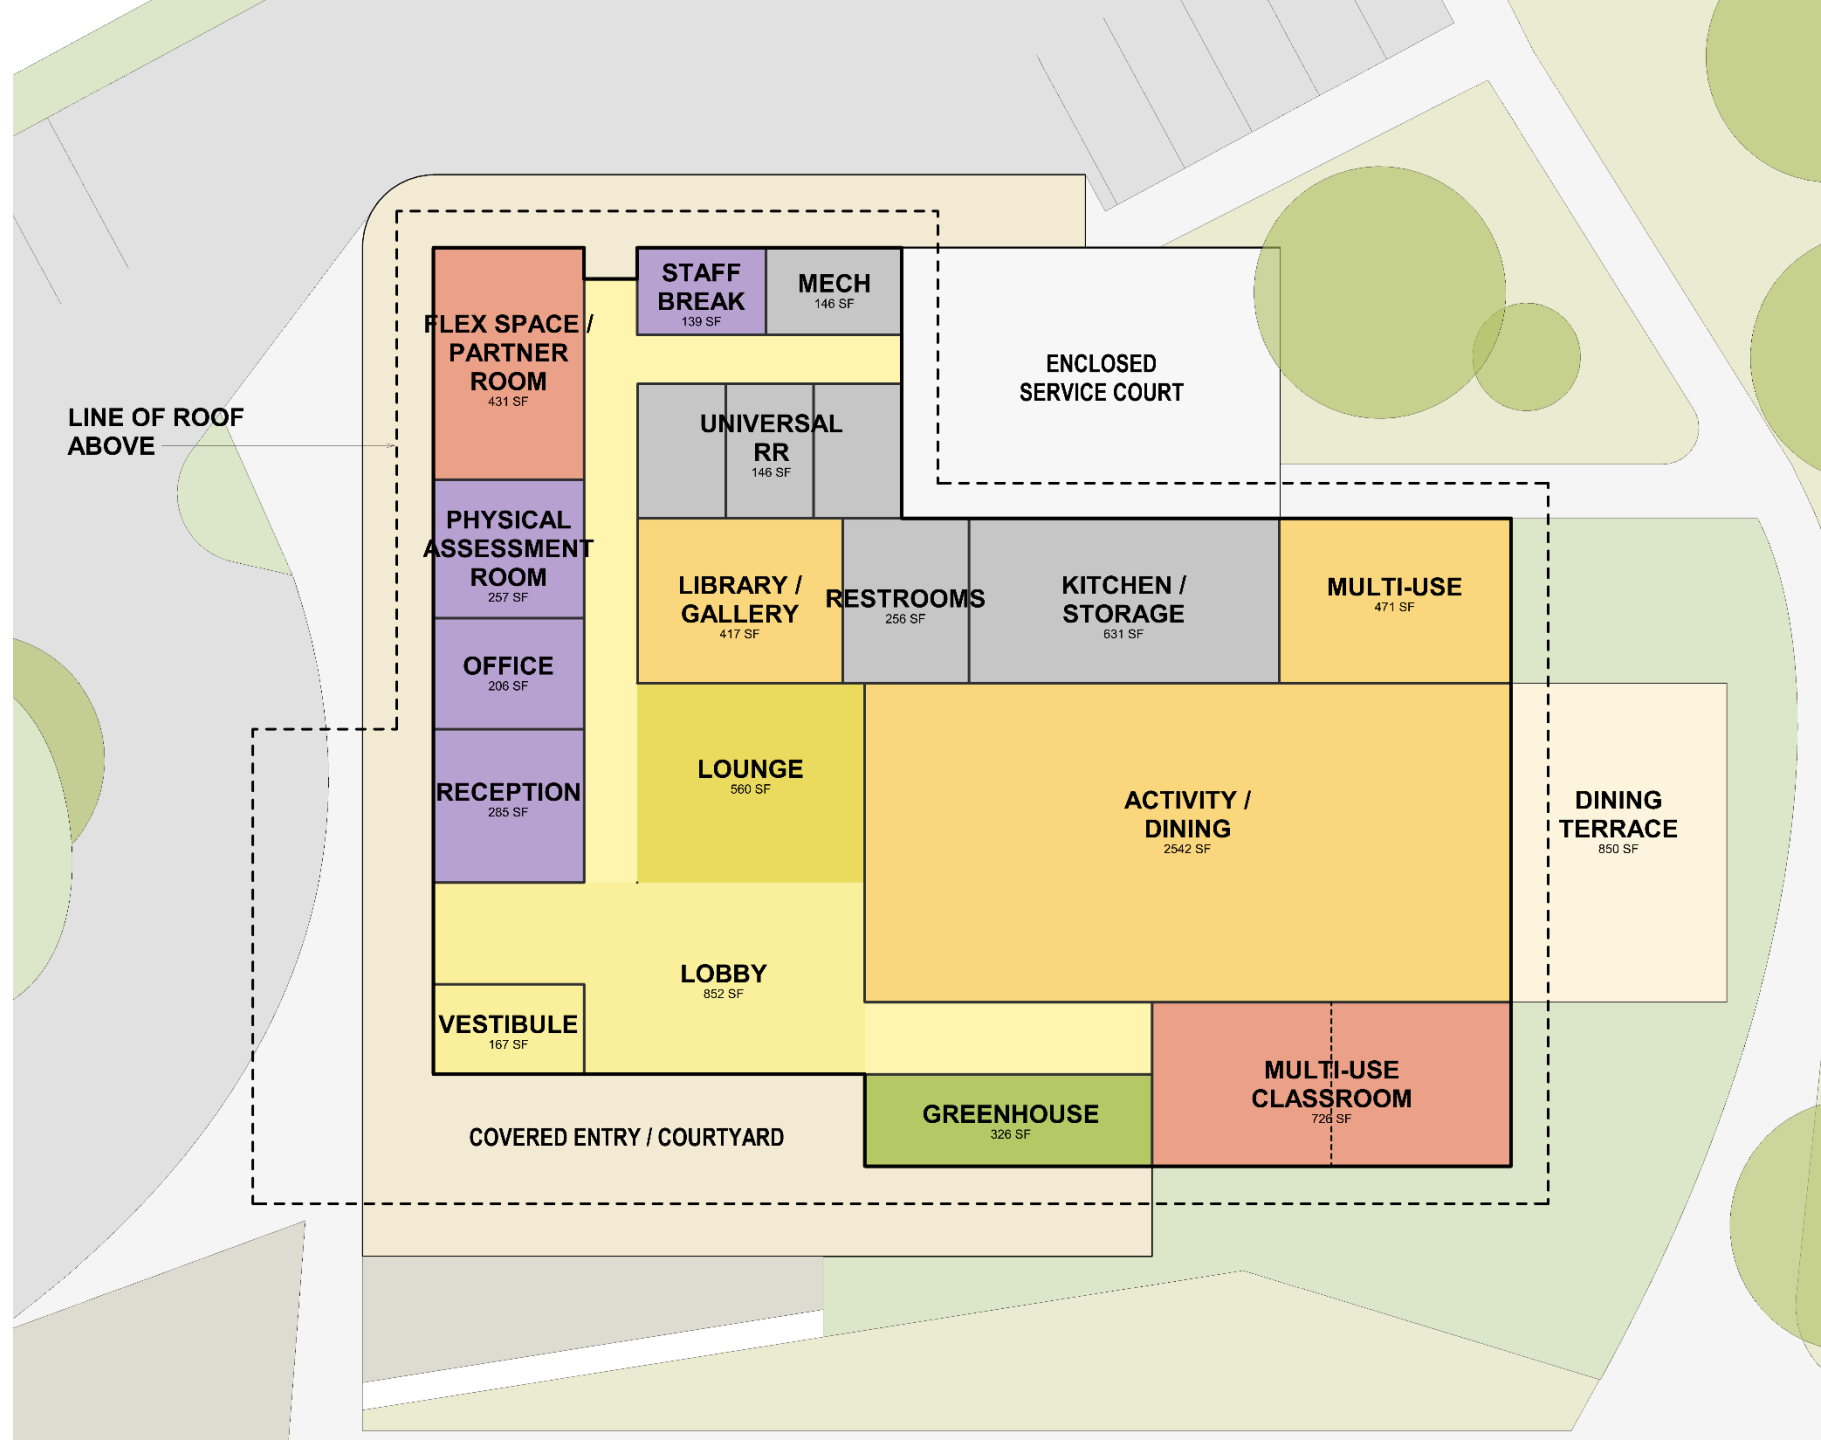 STAFF
BREAK
139 SF
MECH
146 SF
FLEX SPACE /
PARTNER
ROOM
431 SF
ENCLOSED
SERVICE COURT
LINE OF ROOF
ABOVE
UNIVERSAL
RR
146 SF
PHYSICAL
ASSESSMENT
ROOM
257 SF
LIBRARY /
GALLERY
417 SF
RESTROOMS
256 SF
KITCHEN /
STORAGE
631 SF
MULTI-USE
471 SF
OFFICE
206 SF
RECEPTION
285 SF
LOUNGE
560 SF
ACTIVITY /
DINING
2542 SF
DINING
TERRACE
850 SF
LOBBY
852 SF
VESTIBULE
167 SF
MULTI-USE
CLASSROOM
726 SF
GREENHOUSE
326 SF
COVERED ENTRY / COURTYARD